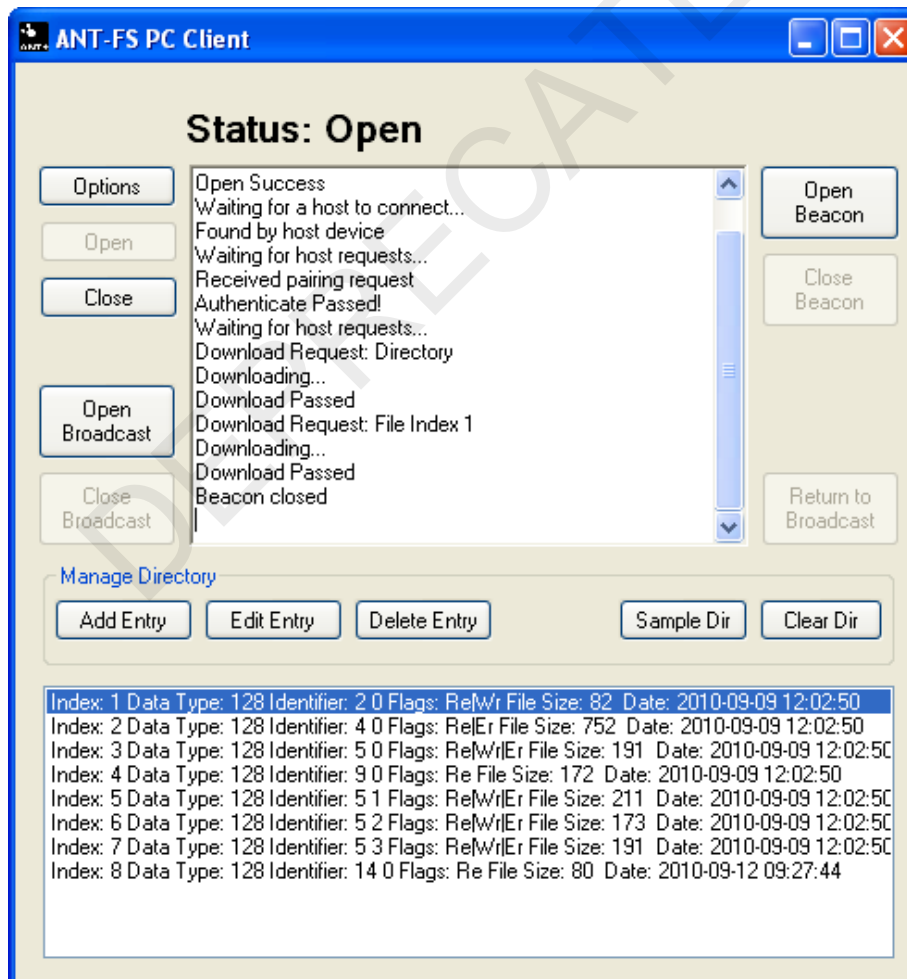 ANT+
ANT-FS PC Client
Status: Open
Options
Open
Close
Open
Broadcast
Close
Broadcast
Open Success
Waiting for a host to connect...
Found by host device
Waiting for host requests...
Received pairing request
Authenticate Passed!
Waiting for host requests...
Download Request: Directory
Downloading...
Download Passed
Download Request: File Index 1
Downloading...
Download Passed
Beacon closed
Open
Beacon
Close
Beacon
Return to
Broadcast
Manage Directory
Add Entry
Edit Entry
Delete Entry
Sample Dir
Clear Dir
Index: 1 Data Type: 128 Identifier: 2 0 Flags: Re|Wr File Size: 82  Date: 2010-09-09 12:02:50
Index: 2 Data Type: 128 Identifier: 4 0 Flags: Re|Er File Size: 752  Date: 2010-09-09 12:02:50
Index: 3 Data Type: 128 Identifier: 5 0 Flags: Re|Wr|Er File Size: 191  Date: 2010-09-09 12:02:50
Index: 4 Data Type: 128 Identifier: 9 0 Flags: Re File Size: 172  Date: 2010-09-09 12:02:50
Index: 5 Data Type: 128 Identifier: 5 1 Flags: Re|Wr|Er File Size: 211  Date: 2010-09-09 12:02:50
Index: 6 Data Type: 128 Identifier: 5 2 Flags: Re|Wr|Er File Size: 173  Date: 2010-09-09 12:02:50
Index: 7 Data Type: 128 Identifier: 5 3 Flags: Re|Wr|Er File Size: 191  Date: 2010-09-09 12:02:50
Index: 8 Data Type: 128 Identifier: 14 0 Flags: Re File Size: 80  Date: 2010-09-12 09:27:44
DEPRECATE